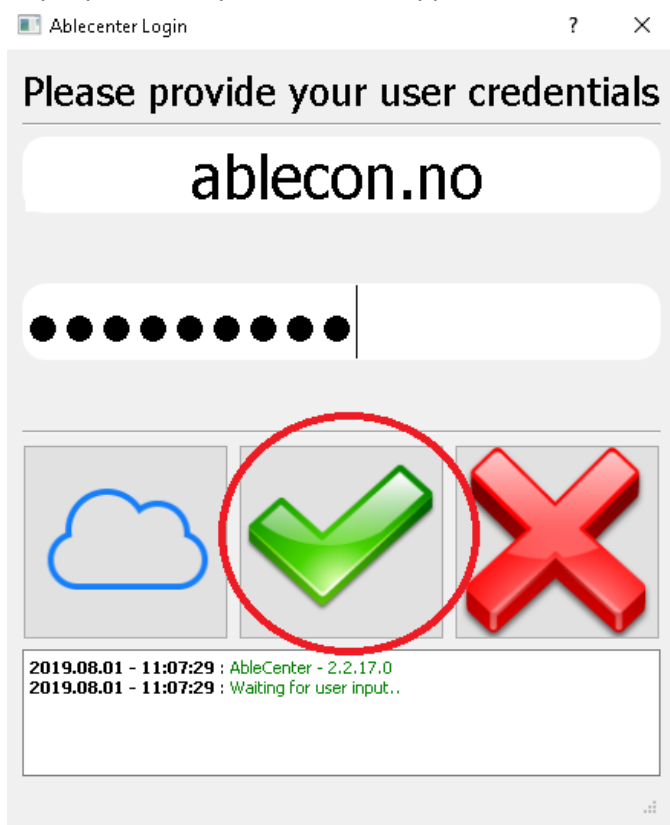 Ablecenter Login
Please provide your user credentials
ablecon.no
2019.08.01 - 11:07:29 : AbleCenter - 2.2.17.0
2019.08.01 - 11:07:29 : Waiting for user input..